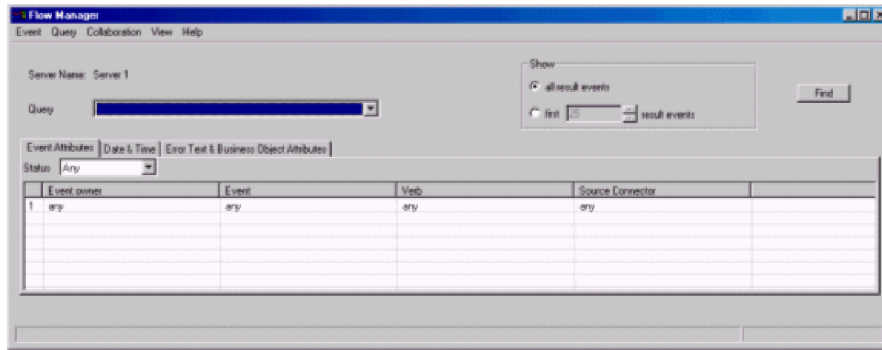 Flow Manager
Event Query Collaboration View Help
Server Name: Server 1
Query
Show
all result events
first 25 result events
Find
Event Attributes Date & Time Error Text & Business Object Attributes
Status Any
Event owner Event Verb Source Connector
1 any any any any